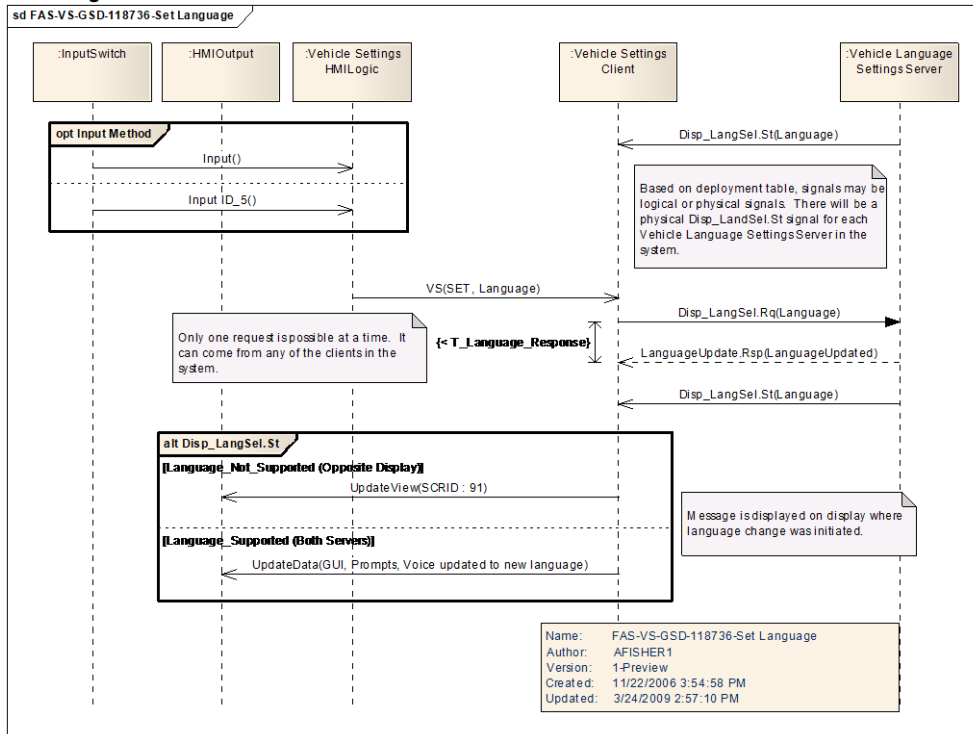 sd FAS-VS-GSD-118736-Set Language
:InputSwitch
:HMIOutput
:Vehicle Settings
HMILogic
:Vehicle Settings
Client
:Vehicle Language
Settings Server
opt Input Method
Input()
Input ID_5()
Disp_LangSel.St(Language)
Based on deployment table, signals may be
logical or physical signals. There will be a
physical Disp_LandSel.St signal for each
Vehicle Language Settings Server in the
system.
VS(SET, Language)
Disp_LangSel.Rq(Language)
Only one request is possible at a time. It
can come from any of the clients in the
system.
{< T_Language_Response}
LanguageUpdate.Rsp(LanguageUpdated)
Disp_LangSel.St(Language)
alt Disp_LangSel.St
[Language_Not_Supported (Opposite Display)]
UpdateView(SCRID : 91)
Message is displayed on display where
language change was initiated.
[Language_Supported (Both Servers)]
UpdateData(GUI, Prompts, Voice updated to new language)
Name: FAS-VS-GSD-118736-Set Language
Author: AFISHER1
Version: 1-Preview
Created: 11/22/2006 3:54:58 PM
Updated: 3/24/2009 2:57:10 PM